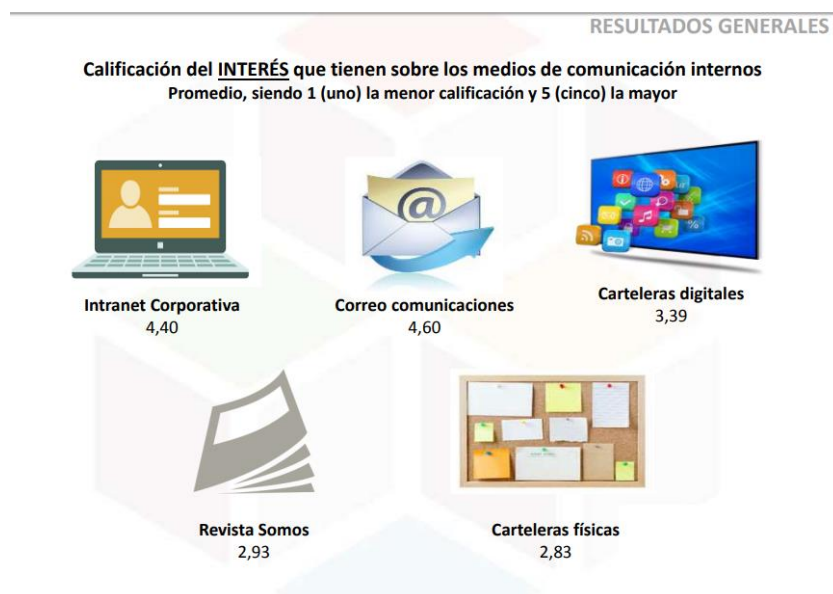 RESULTADOS GENERALES
Calificación del INTERÉS que tienen sobre los medios de comunicación internos
Promedio, siendo 1 (uno) la menor calificación y 5 (cinco) la mayor
Intranet Corporativa
4,40
Correo comunicaciones
4,60
Carteleras digitales
3,39
Revista Somos
2,93
Carteleras físicas
2,83